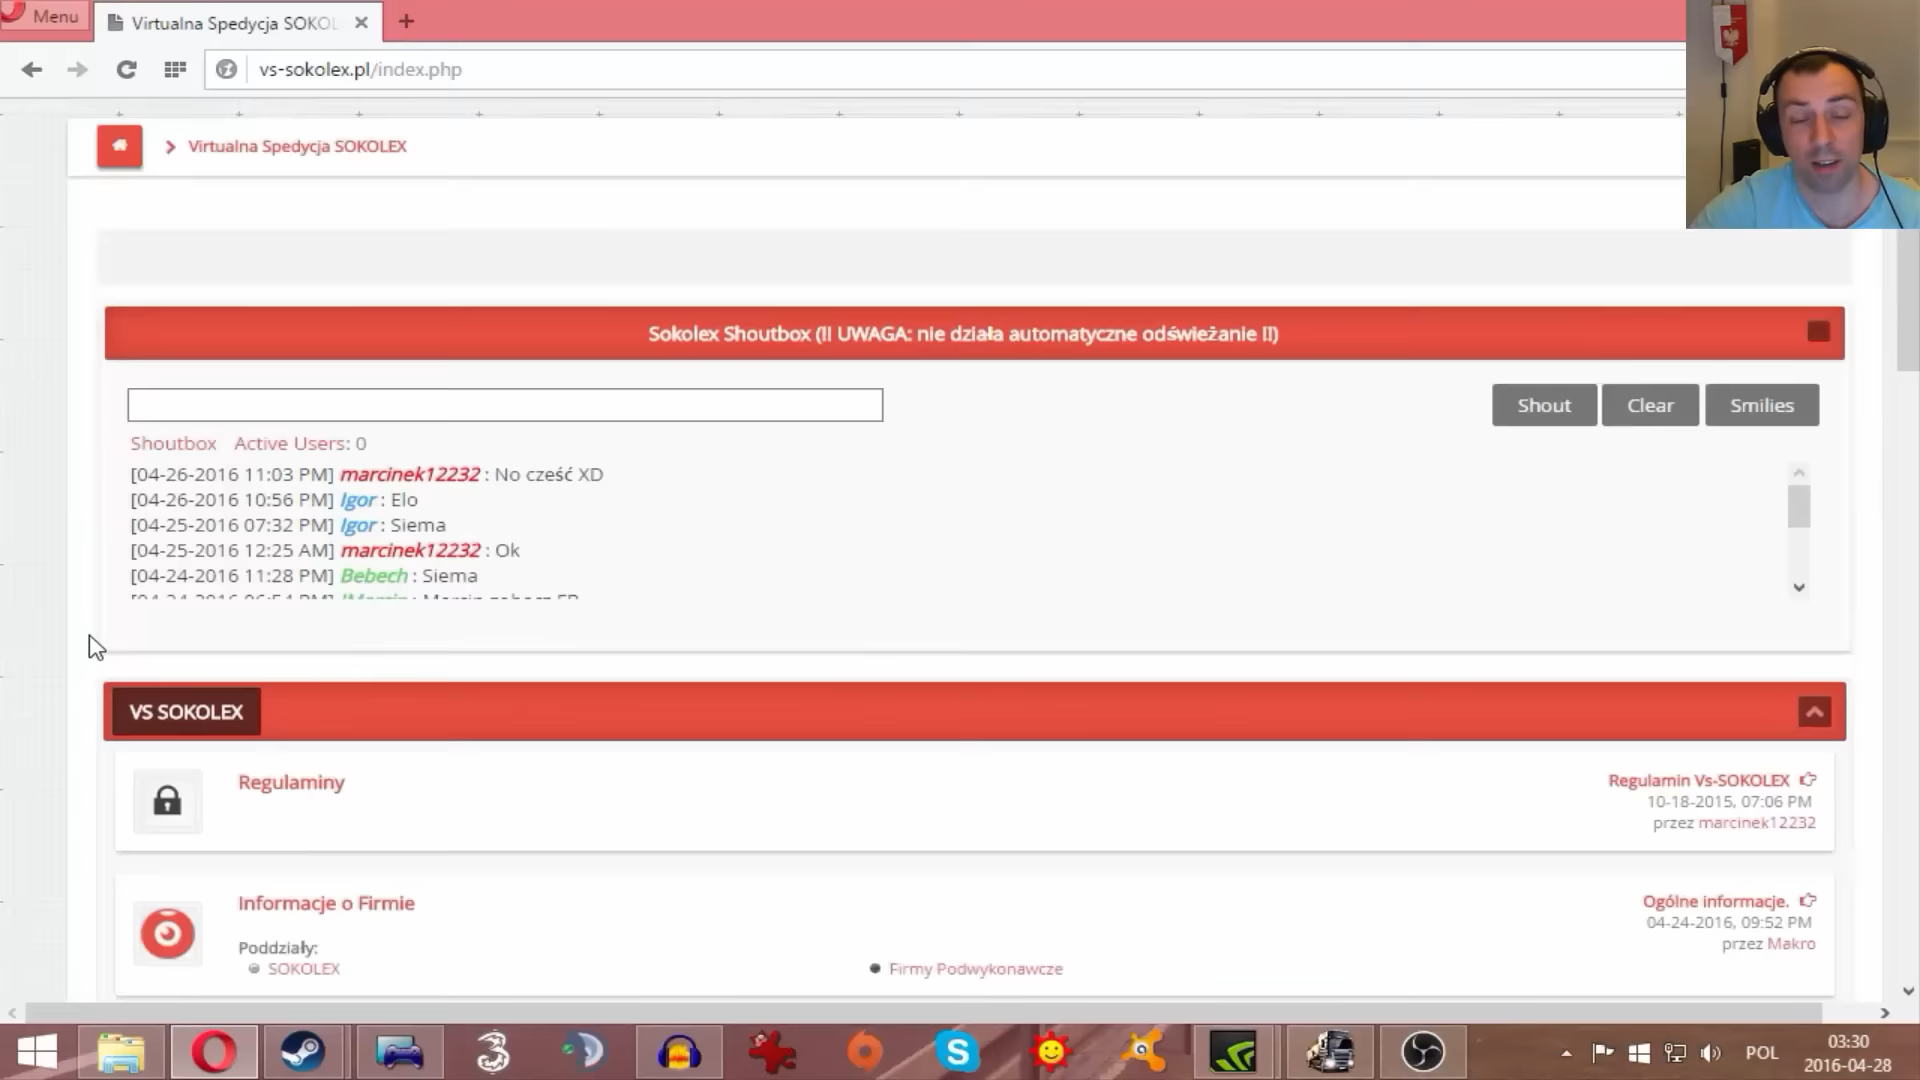 Menu
Virtualna Spedycja SOKOL
vs-sokolex.pl/index.php
Virtualna Spedycja SOKOLEX
Sokolex Shoutbox (!! UWAGA: nie działa automatyczne odświeżanie !!)
Shout Clear Smilies
Shoutbox Active Users: 0
[04-26-2016 11:03 PM] marcinek12232 : No cześć XD
[04-26-2016 10:56 PM] Igor : Elo
[04-25-2016 07:32 PM] Igor : Siema
[04-25-2016 12:25 AM] marcinek12232 : Ok
[04-24-2016 11:28 PM] Bebech : Siema
VS SOKOLEX
Regulaminy
Regulamin Vs-SOKOLEX
10-18-2015, 07:06 PM
przez marcinek12232
Informacje o Firmie
Ogólne informacje.
04-24-2016, 09:52 PM
przez Makro
Poddziały:
SOKOLEX
Firmy Podwykonawcze
POL
03:30
2016-04-28